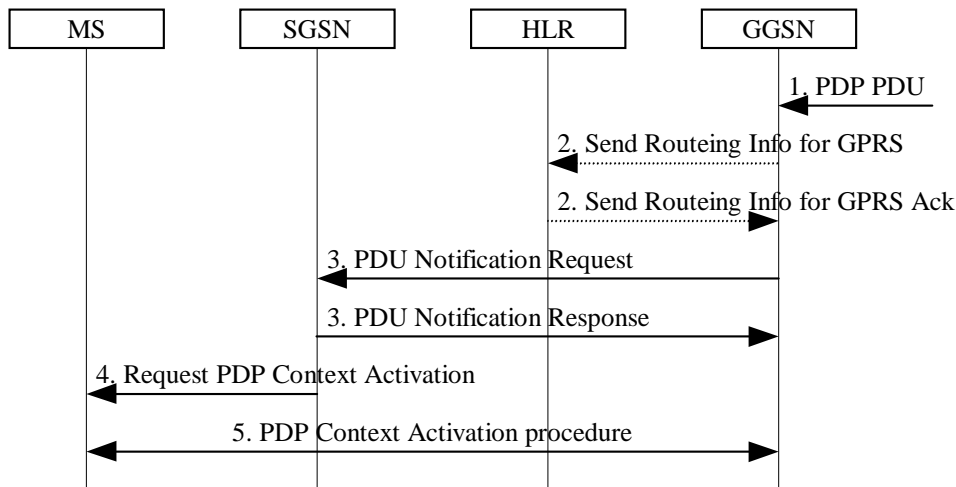 MS
SGSN
HLR
GGSN
1. PDP PDU
2. Send Routeing Info for GPRS
2. Send Routeing Info for GPRS Ack
3. PDU Notification Request
3. PDU Notification Response
4. Request PDP Context Activation
5. PDP Context Activation procedure